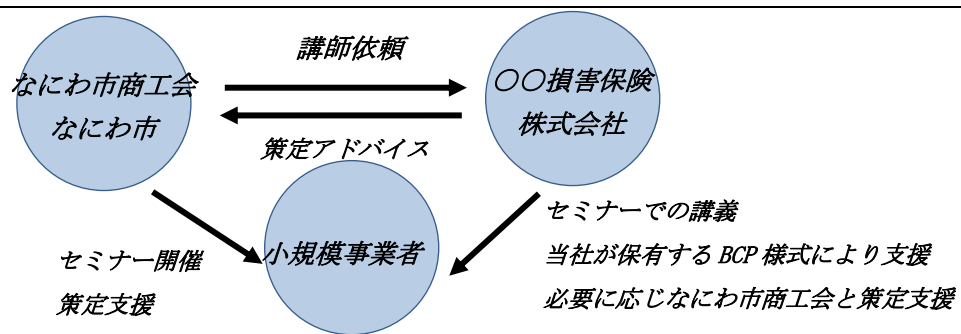 講師依頼
なにわ市商工会
なにわ市
〇〇損害保険
株式会社
策定アドバイス
小規模事業者
セミナー開催
策定支援
セミナーでの講義
当社が保有する BCP 様式により支援
必要に応じなにわ市商工会と策定支援